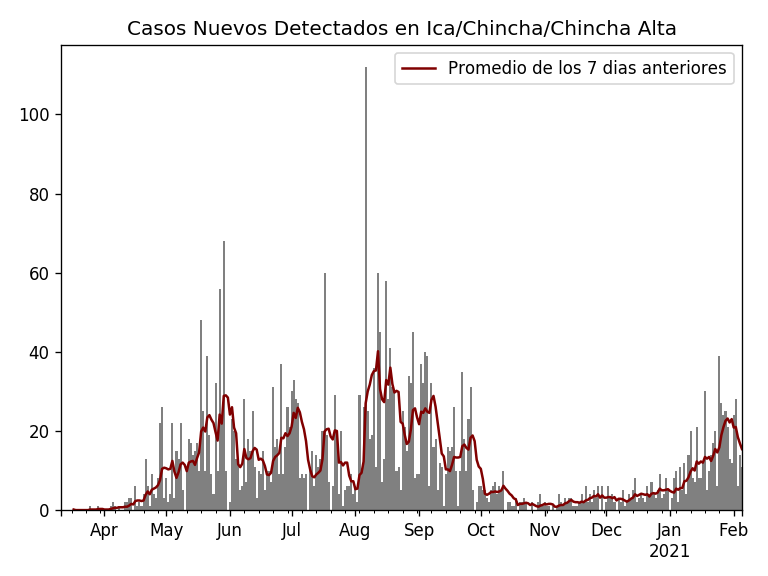 Casos Nuevos Detectados en Ica/Chincha/Chincha Alta
Promedio de los 7 dias anteriores
100
80
60
40
20
0
Apr May Jun Jul Aug Sep Oct Nov Dec Jan Feb
2021